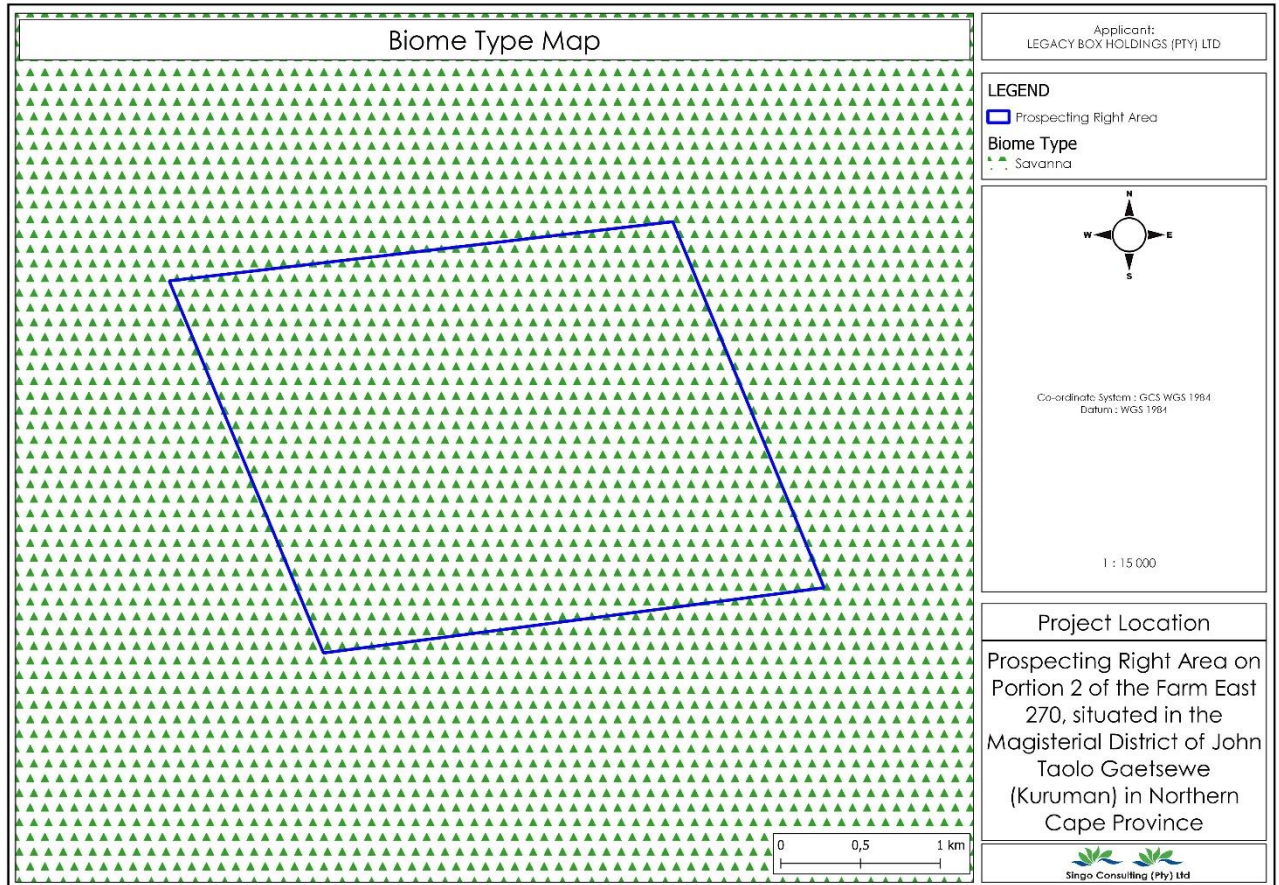 Biome Type Map
Applicant:
LEGACY BOX HOLDINGS (PTY) LTD
LEGEND
Prospecting Right Area
Biome Type
Savanna
N
W
E
S
Co-ordinate System : GCS WGS 1984
Datum : WGS 1984
1 : 15 000
Project Location
Prospecting Right Area on
Portion 2 of the Farm East
270, situated in the
Magisterial District of John
Taolo Gaetsewe
(Kuruman) in Northern
Cape Province
0 0,5 1 km
Singo Consulting (Pty) Ltd